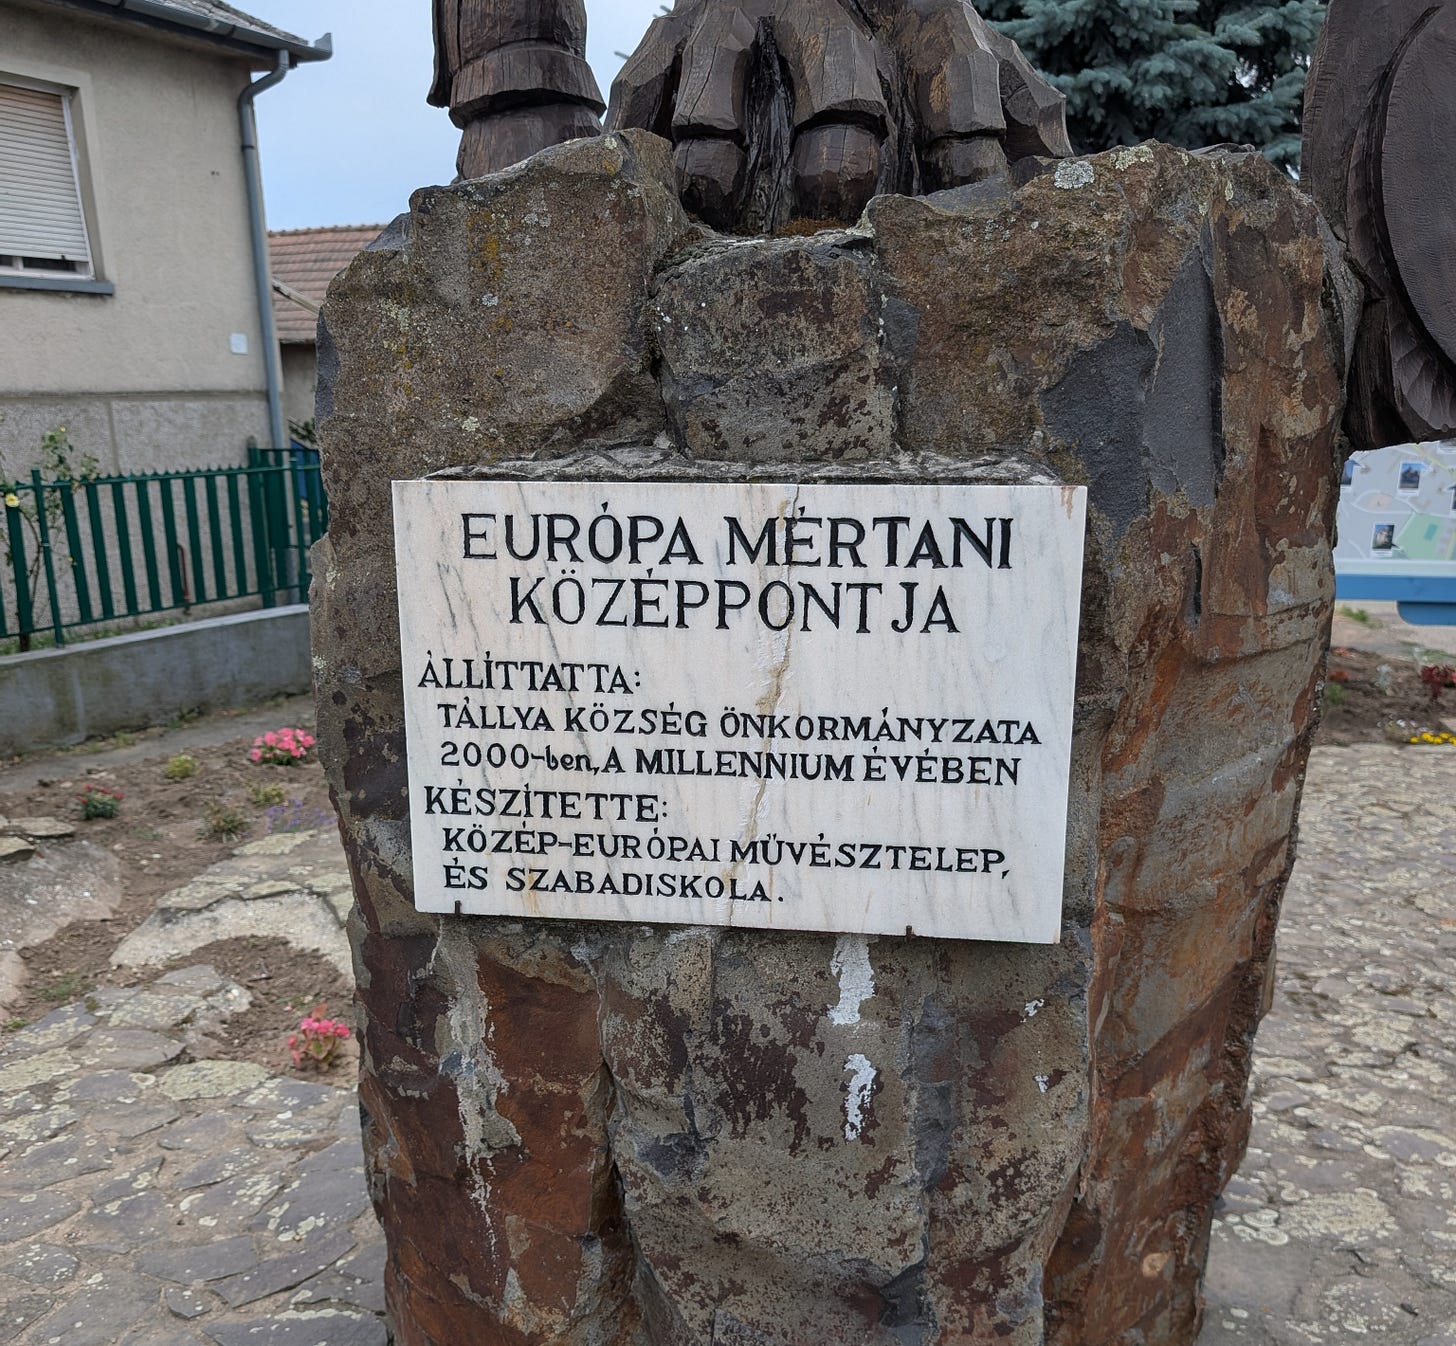 EURÓPA MÉRTANI
KÖZÉPPONTJA
ÁLLÍTTATTA:
TÁLLYA KÖZSÉG ÖNKORMÁNYZATA
2000-ben, A MILLENNIUM ÉVÉBEN
KÉSZÍTETTE:
KÖZÉP-EURÓPAI MŰVÉSZTELEP,
ÉS SZABADISKOLA.